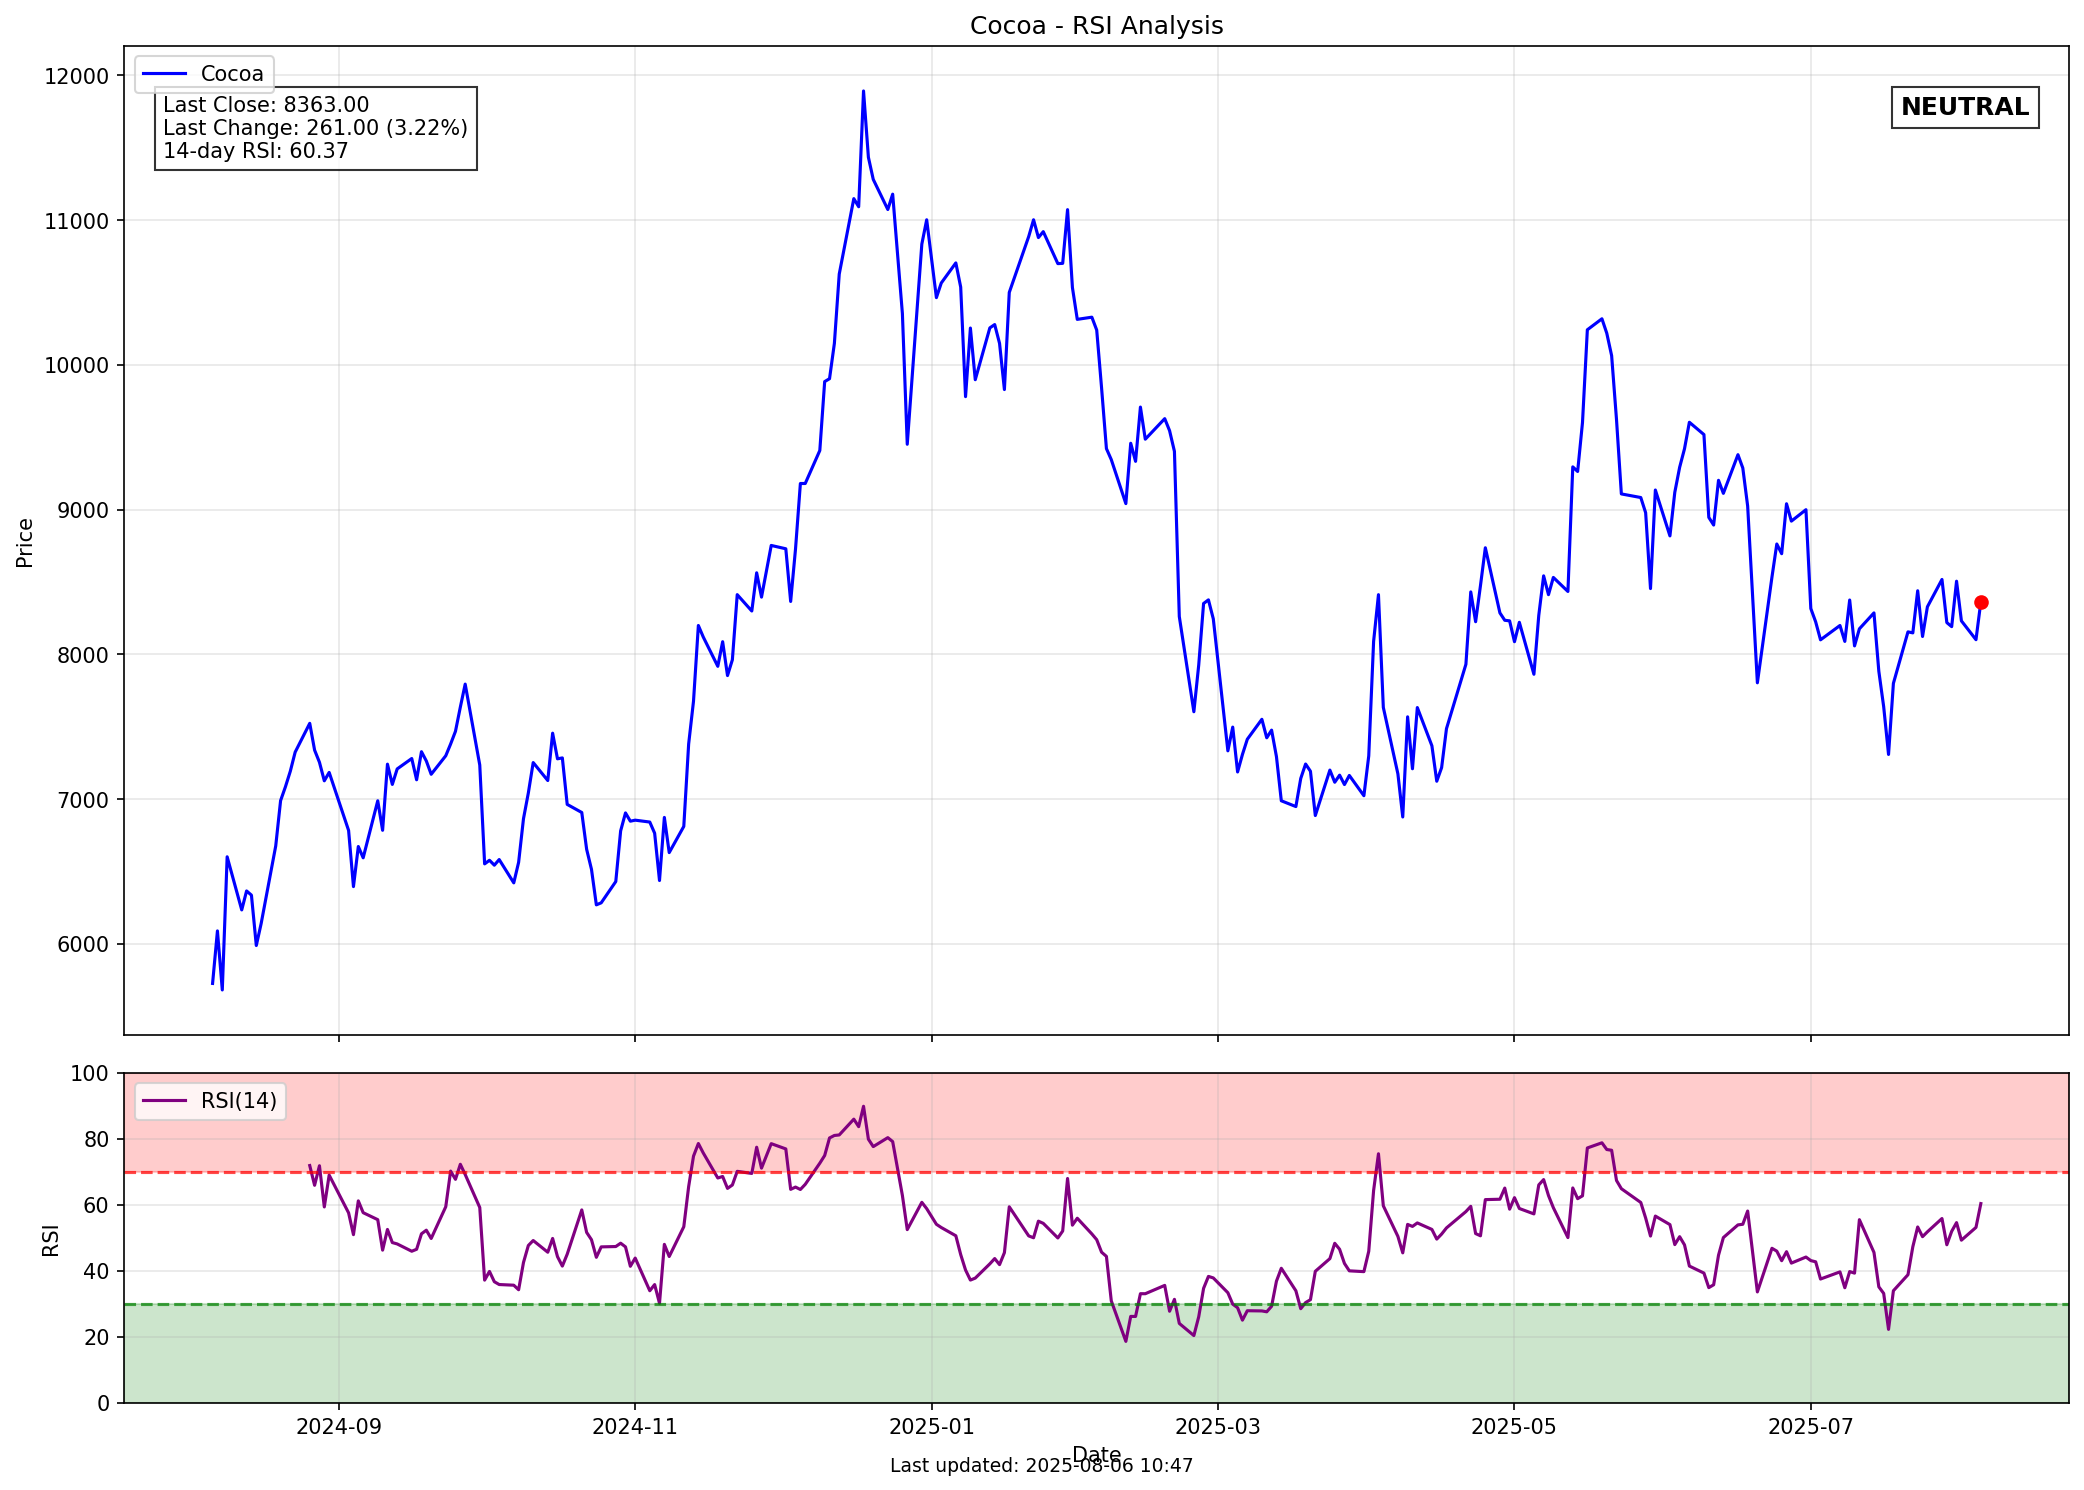 Cocoa - RSI Analysis
Cocoa
Last Close: 8363.00
Last Change: 261.00 (3.22%)
14-day RSI: 60.37
NEUTRAL
12000
11000
10000
9000
8000
7000
6000
Price
RSI(14)
100
80
60
40
20
0
RSI
2024-09
2024-11
2025-01
2025-03
2025-05
2025-07
Date
Last updated: 2025-08-06 10:47